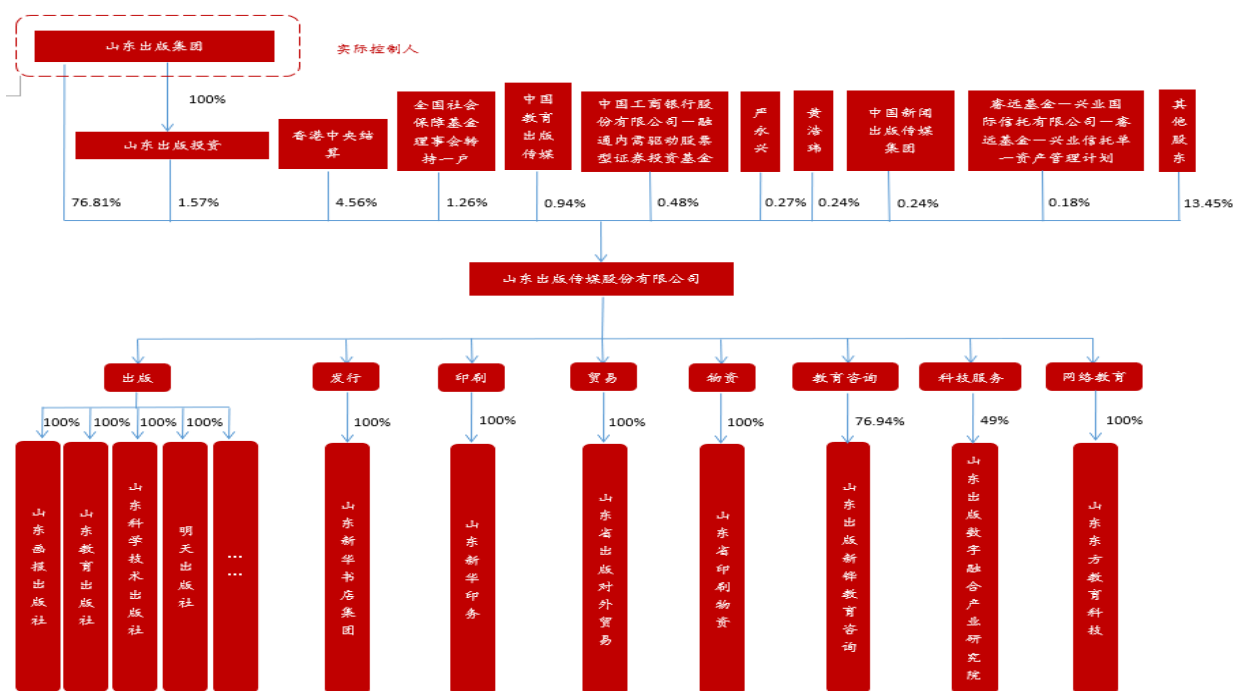 山东出版集团
实际控制人
100%
山东出版投资
香港中央结
算
全国社会
保障基金
理事会转
持一户
中国
教育
出版
传媒
中国工商银行股
份有限公司—融
通内需驱动股票
型证券投资基金
严永兴
黄浩玮
中国新闻
出版传媒
集团
睿远基金—兴业国
际信托有限公司—睿
远基金—兴业信托单
一资产管理计划
其他股东
76.81%
1.57%
4.56%
1.26%
0.94%
0.48%
0.27%
0.24%
0.24%
0.18%
13.45%
山东出版传媒股份有限公司
出版
发行
印刷
贸易
物资
教育咨询
科技服务
网络教育
100%
100%
100%
100%
100%
100%
100%
100%
76.94%
49%
100%
山东画报出版社
山东教育出版社
山东科学技术出版社
明天出版社
……
山东新华书店集团
山东新华印务
山东省出版对外贸易
山东省印刷物资
山东出版新铧教育咨询
山东出版数字融合产业研究院
山东东方教育科技